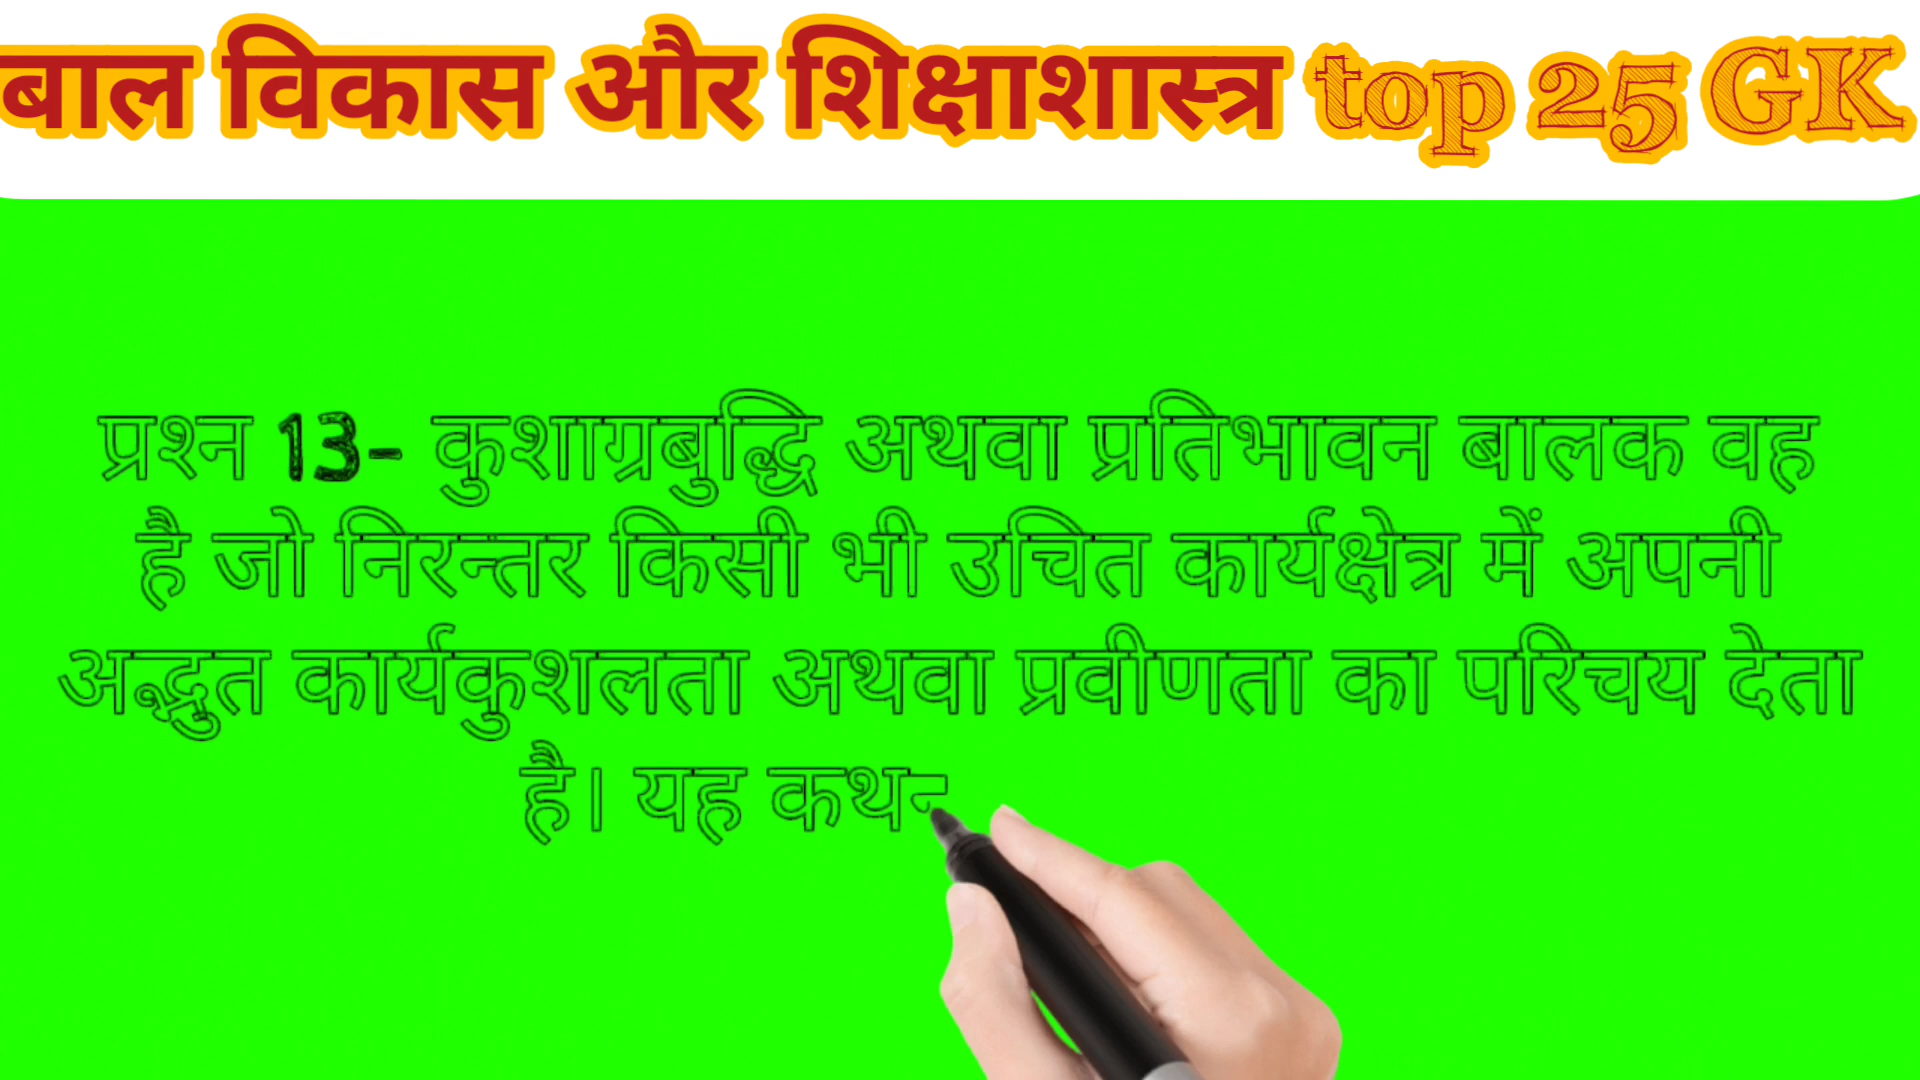 बाल विकास और शिक्षाशास्त्र top 25 GK
प्रश्न 13- कुशाग्रबुद्धि अथवा प्रतिभावन बालक वह
है जो निरन्तर किसी भी उचित कार्यक्षेत्र में अपनी
अद्भुत कार्यकुशलता अथवा प्रवीणता का परिचय देता
है। यह कथन